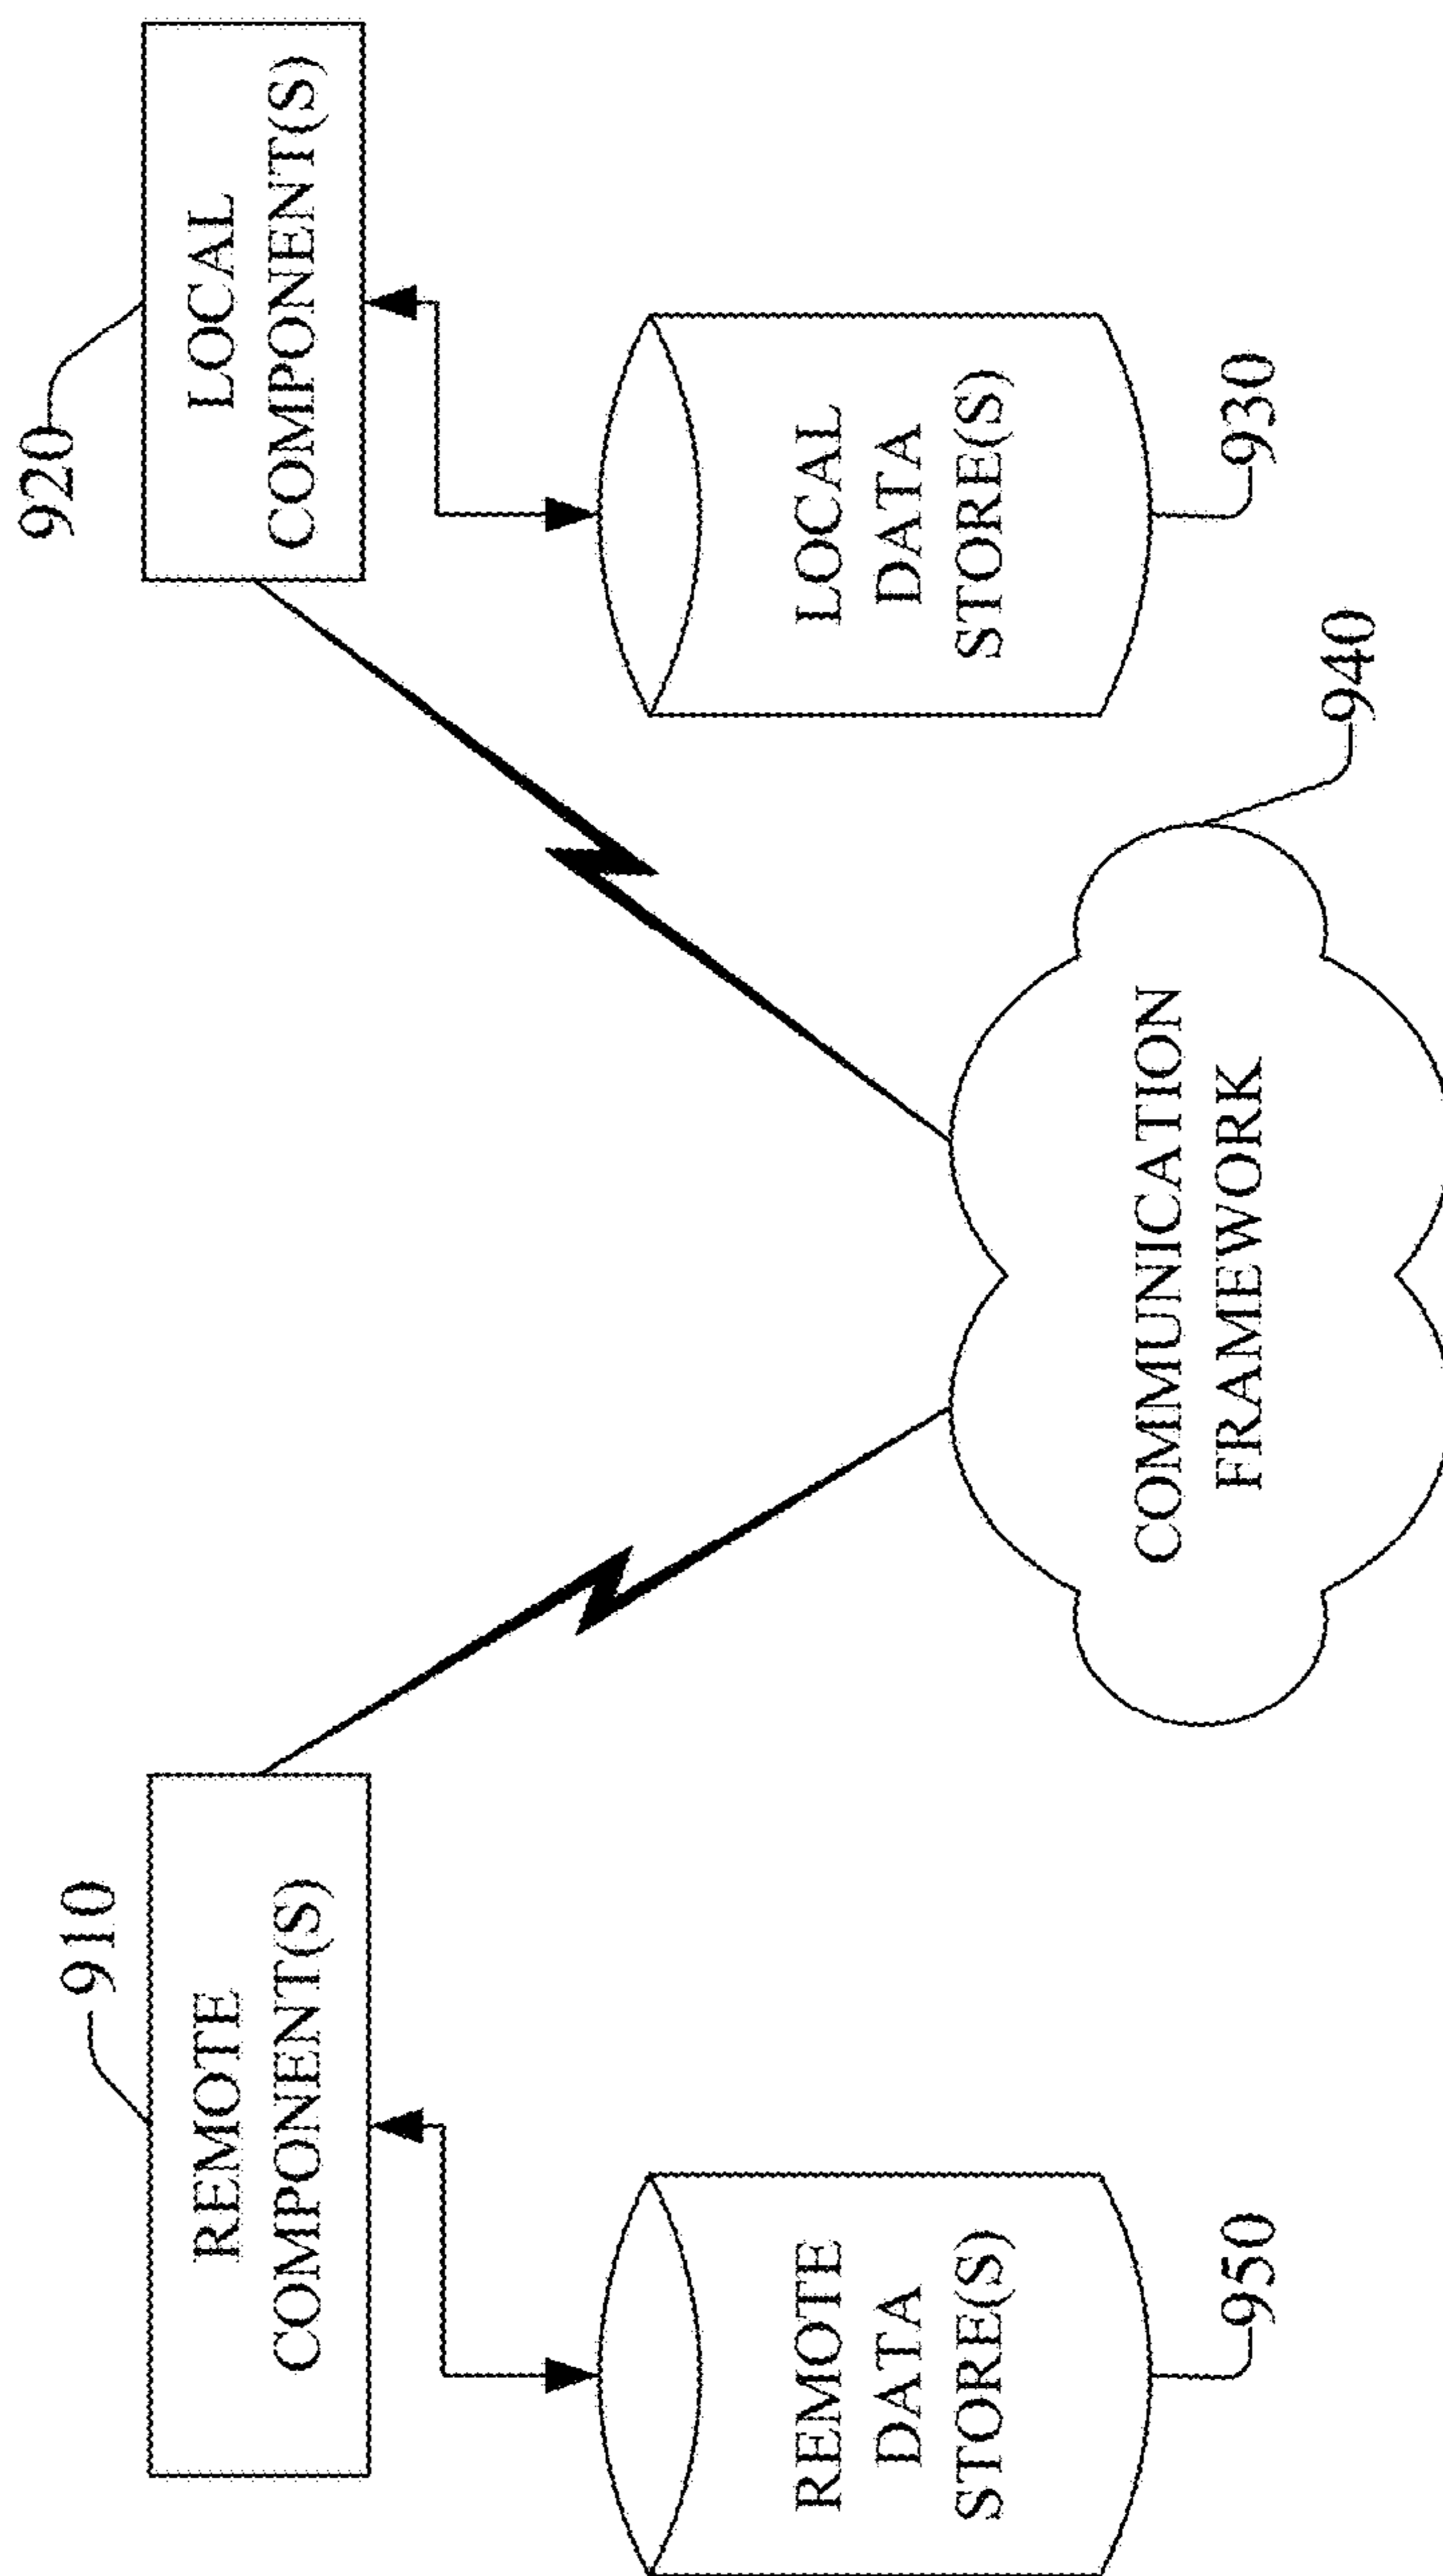 910
REMOTE
COMPONENT(S)
920
LOCAL
COMPONENT(S)
REMOTE
DATA
STORE(S)
950
LOCAL
DATA
STORE(S)
930
COMMUNICATION
FRAMEWORK
940